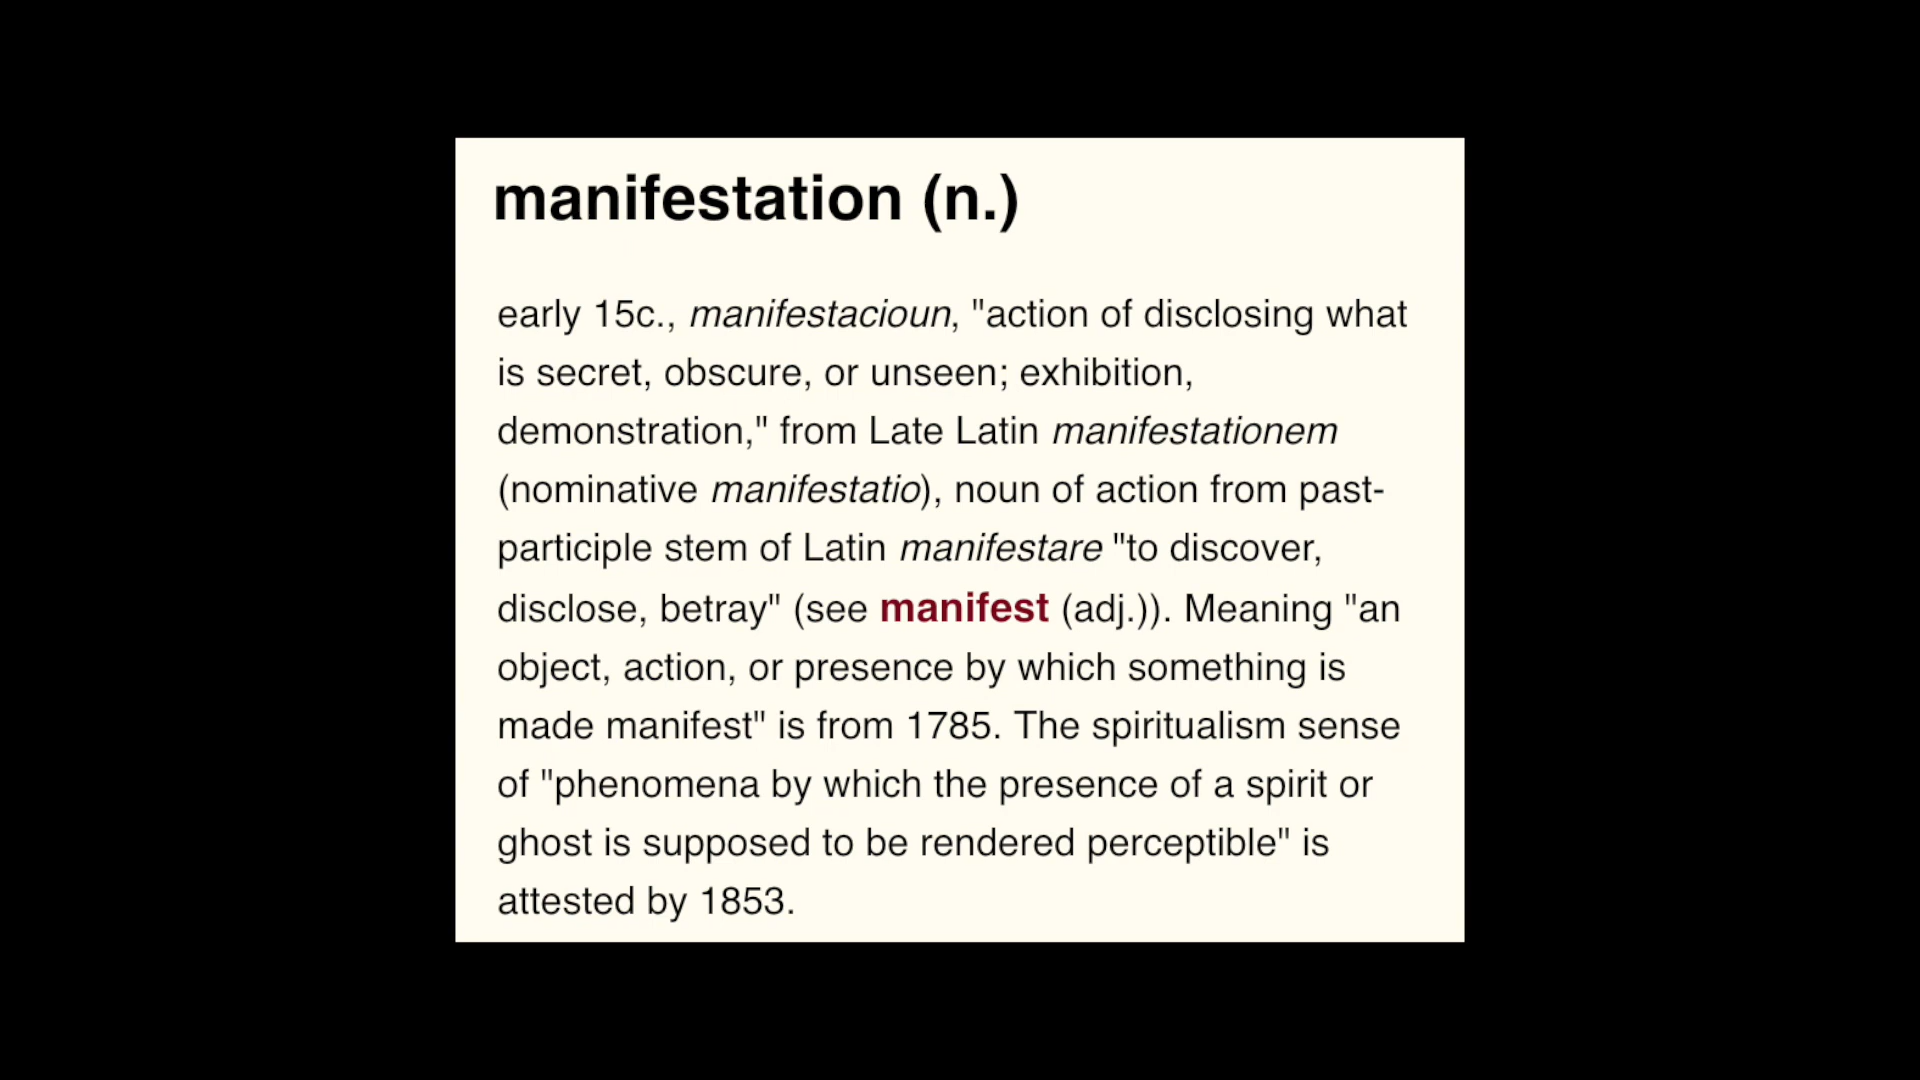 manifestation (n.)
early 15c., manifestacioun, "action of disclosing what
is secret, obscure, or unseen; exhibition,
demonstration," from Late Latin manifestationem
(nominative manifestatio), noun of action from past-
participle stem of Latin manifestare "to discover,
disclose, betray" (see manifest (adj.)). Meaning "an
object, action, or presence by which something is
made manifest" is from 1785. The spiritualism sense
of "phenomena by which the presence of a spirit or
ghost is supposed to be rendered perceptible" is
attested by 1853.